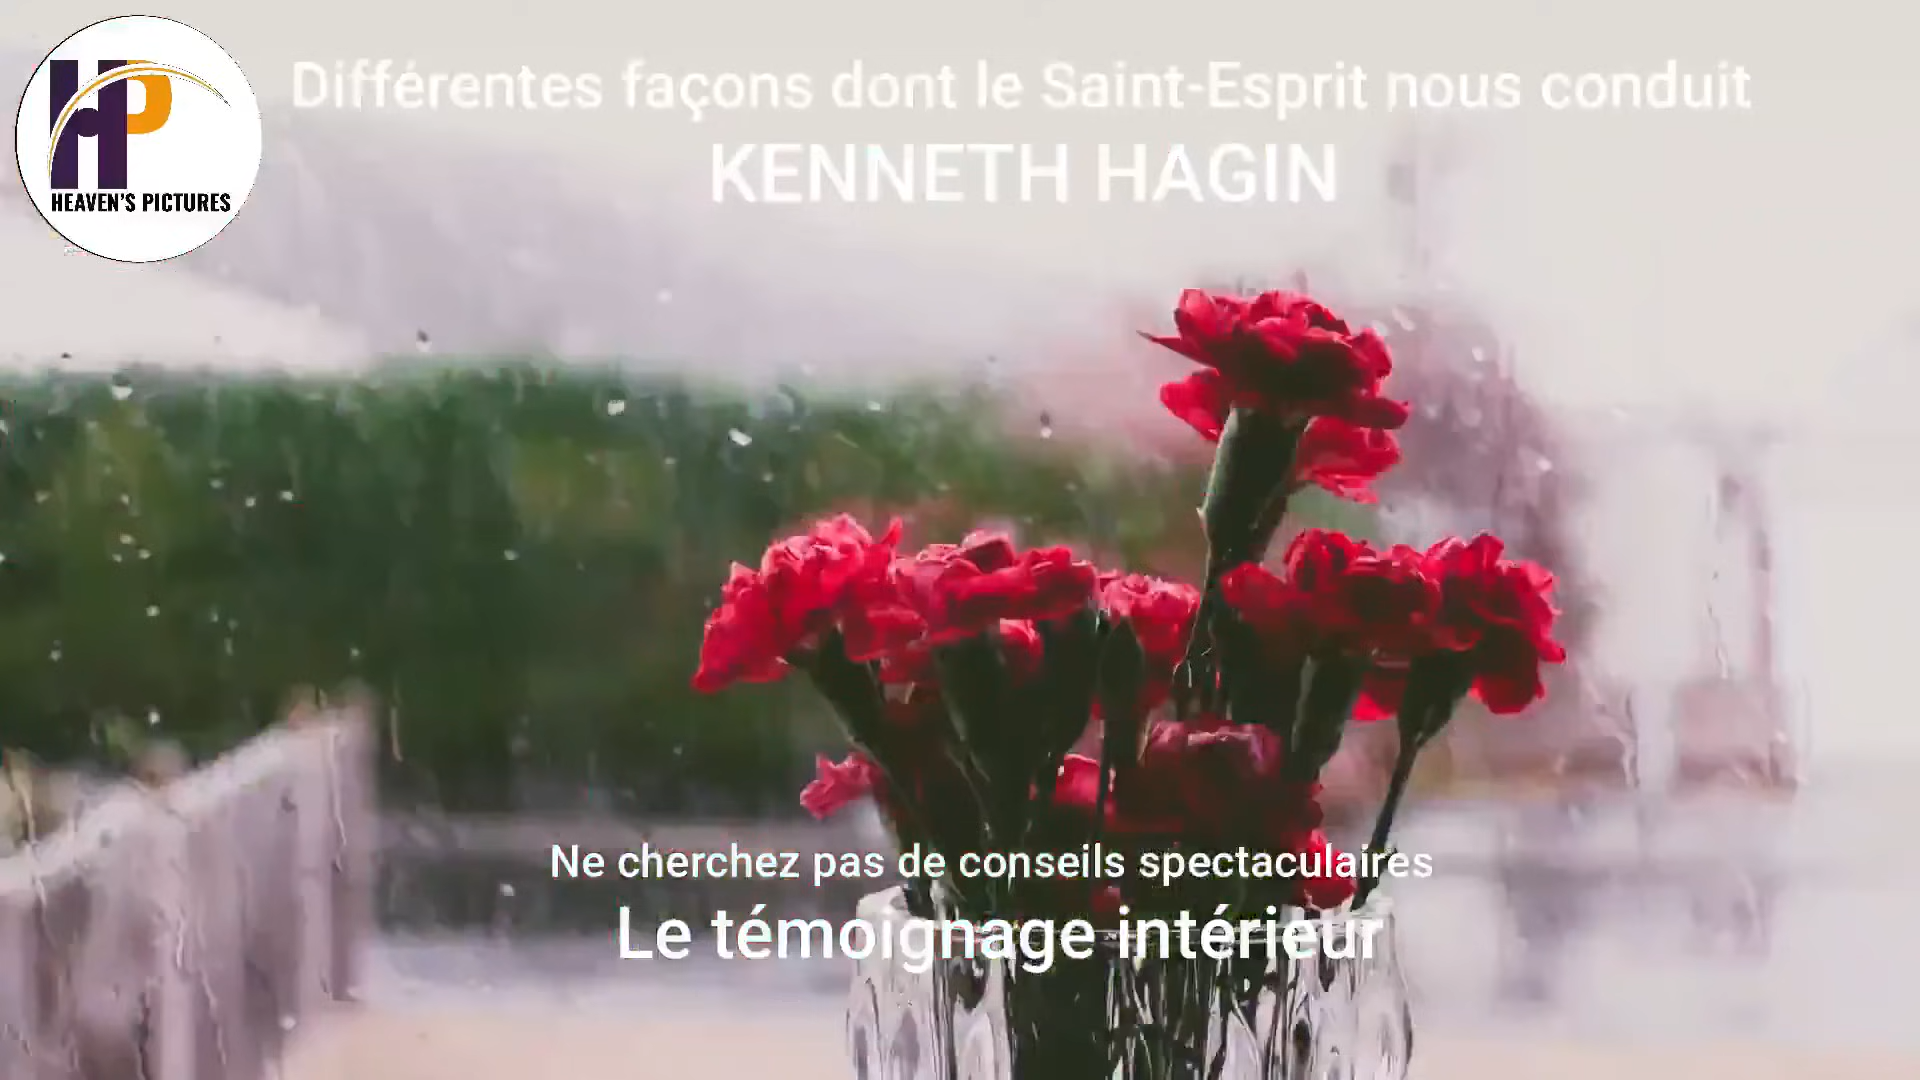 HP
HEAVEN'S PICTURES
Différentes façons dont le Saint-Esprit nous conduit
KENNETH HAGIN
Ne cherchez pas de conseils spectaculaires
Le témoignage intérieur